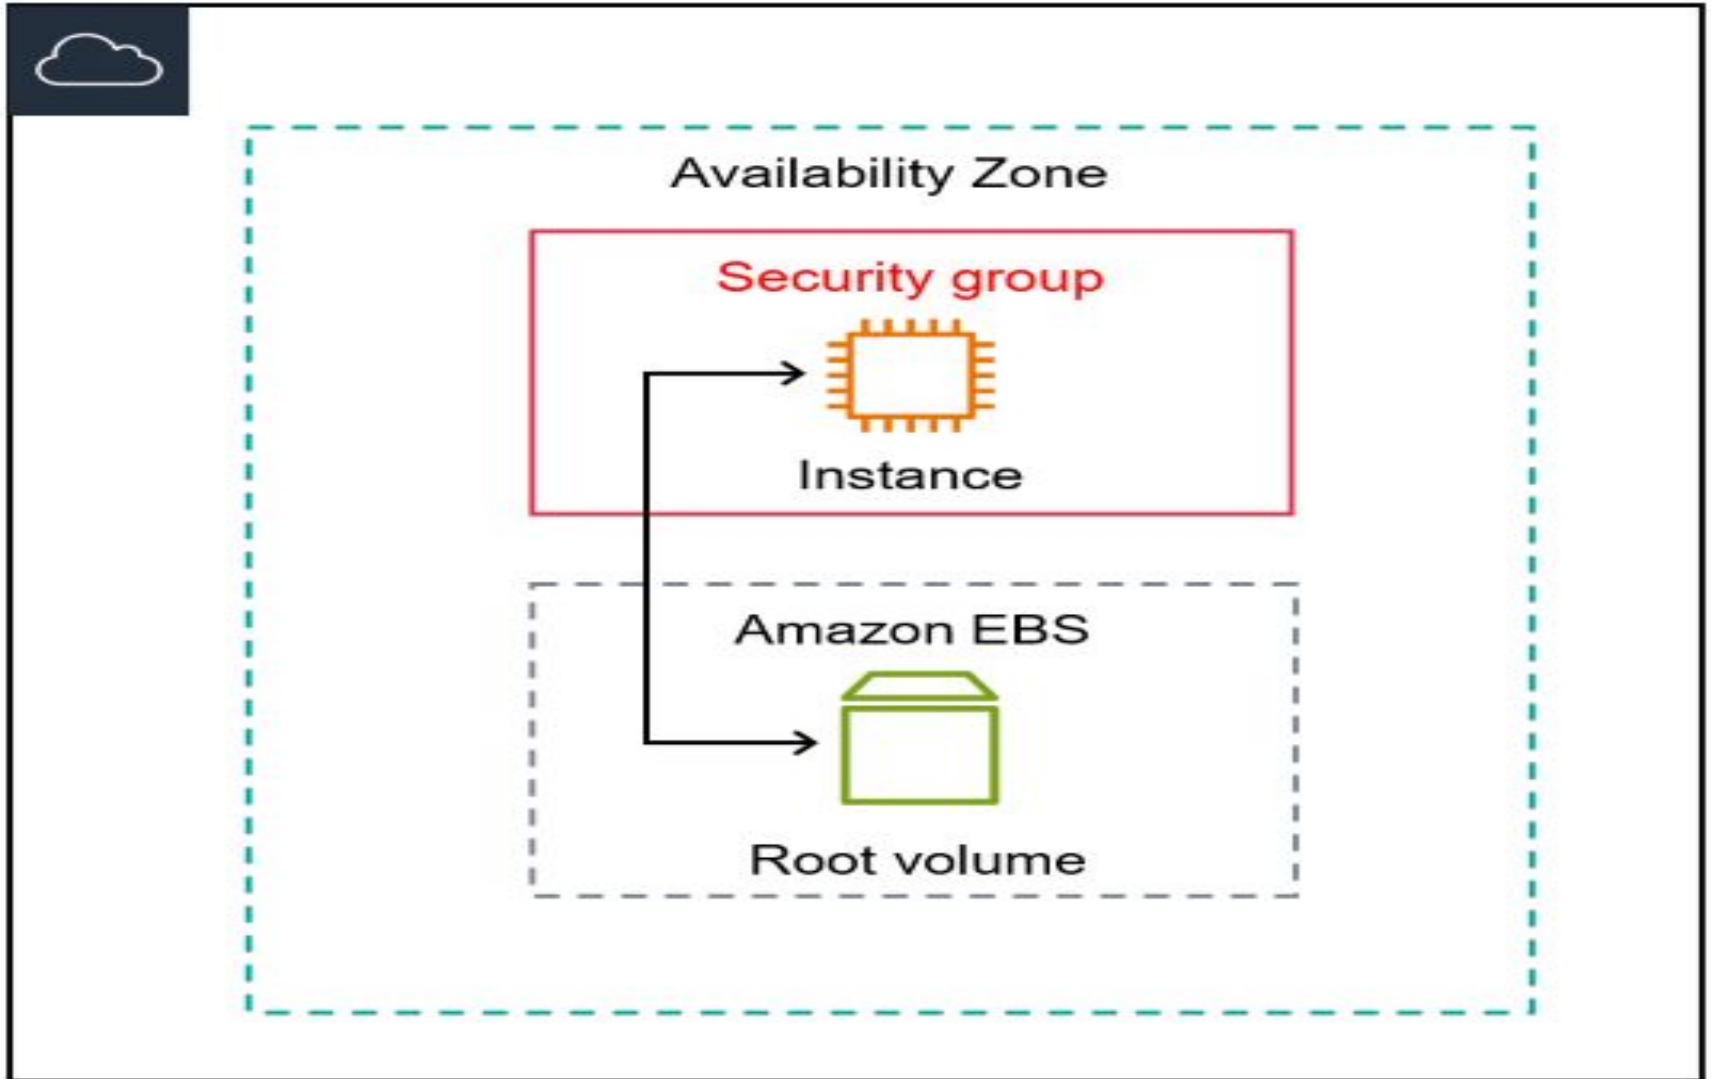 Availability Zone
Security group
Instance
Amazon EBS
Root volume